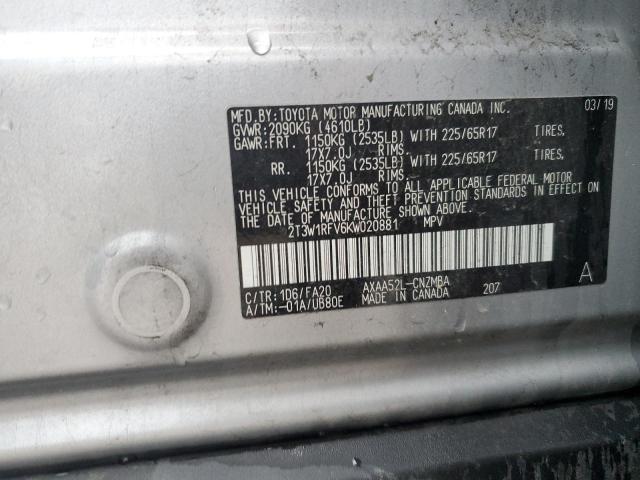 MFD.BY:TOYOTA MOTOR MANUFACTURING CANADA INC. 03/19
GVWR:2090KG (4610LB)
GAWR:FRT. 1150KG (2535LB) WITH 225/65R17 TIRES,
17X7.0J RIMS
RR. 1150KG (2535LB) WITH 225/65R17 TIRES,
17X7.0J RIMS
THIS VEHICLE CONFORMS TO ALL APPLICABLE FEDERAL MOTOR
VEHICLE SAFETY AND THEFT PREVENTION STANDARDS IN EFFECT ON
THE DATE OF MANUFACTURE SHOWN ABOVE.
2T3W1RFV6KW020881 MPV
C/TR:1D6/FA20 AXAA52L-CNZMBA A
A/TM:-01A/U680E MADE IN CANADA 207